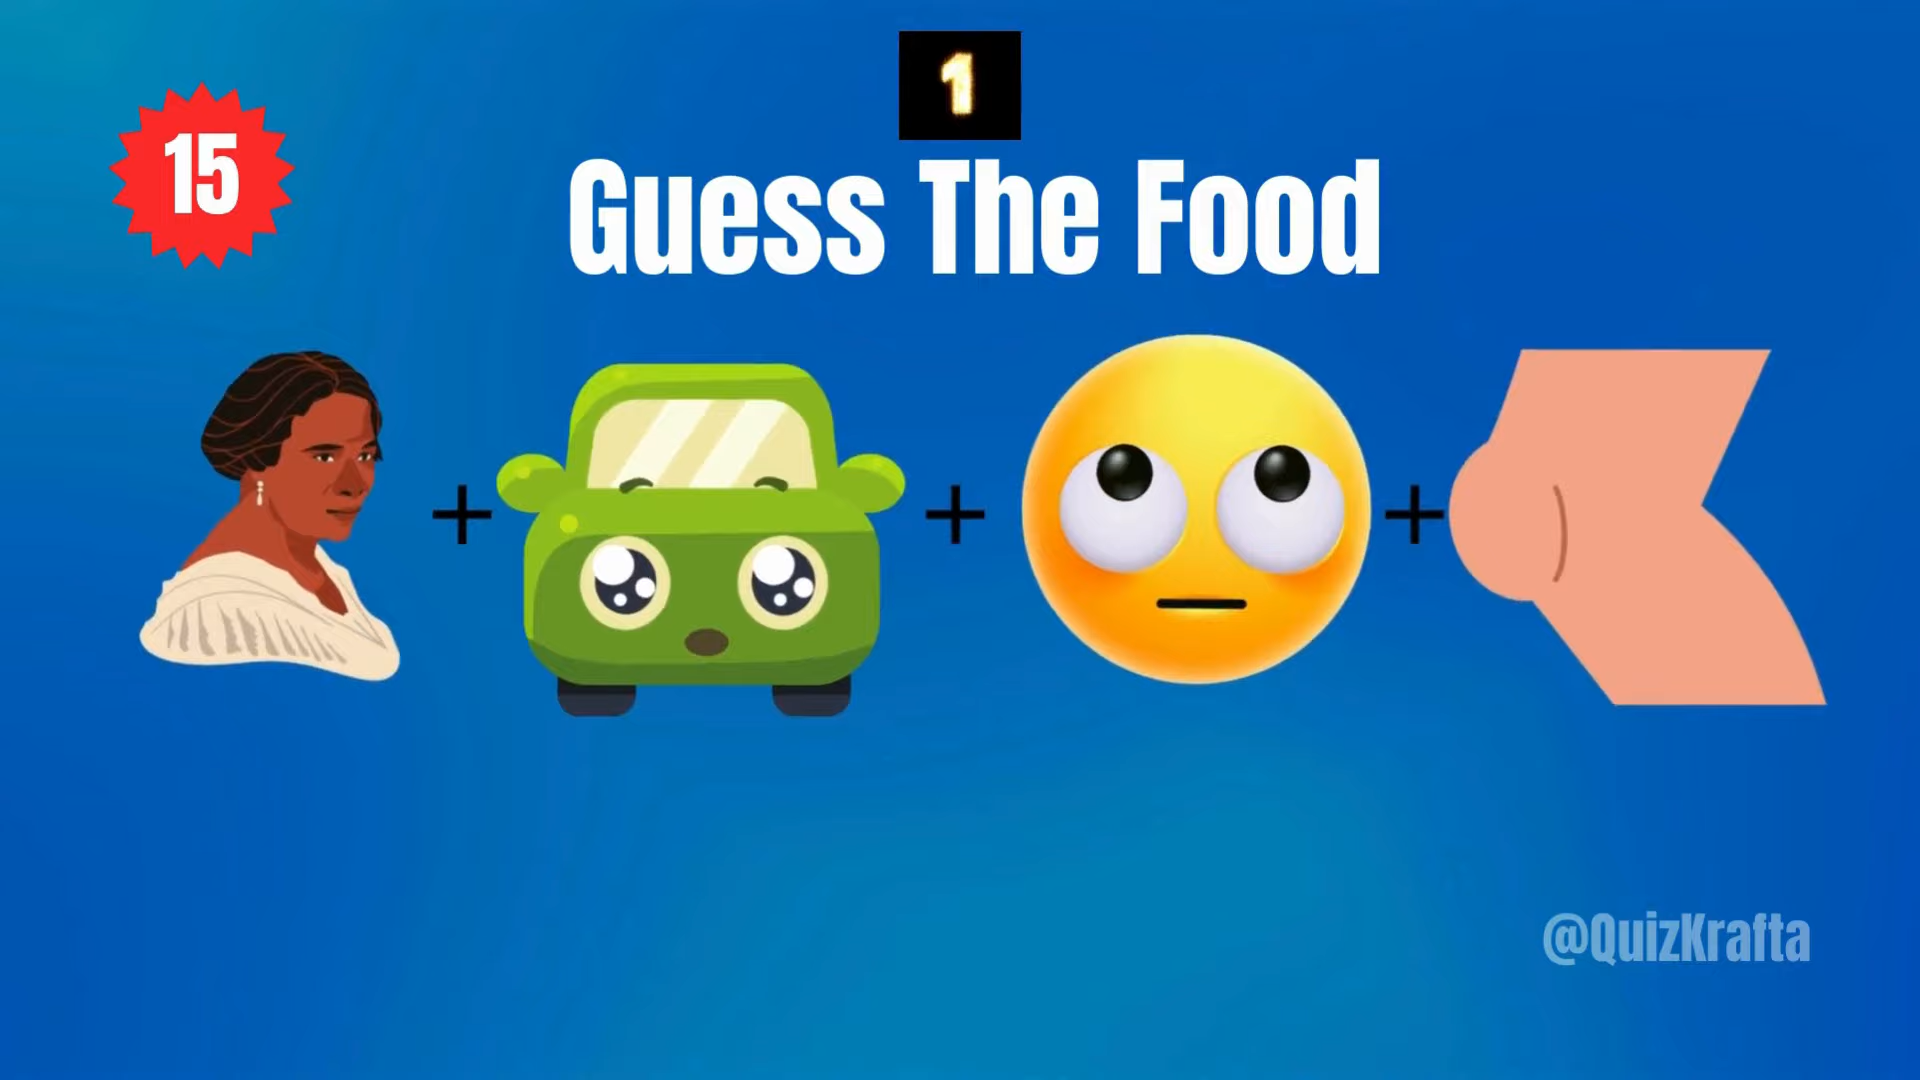 1
15
Guess The Food
+ + +
@QuizKrafta